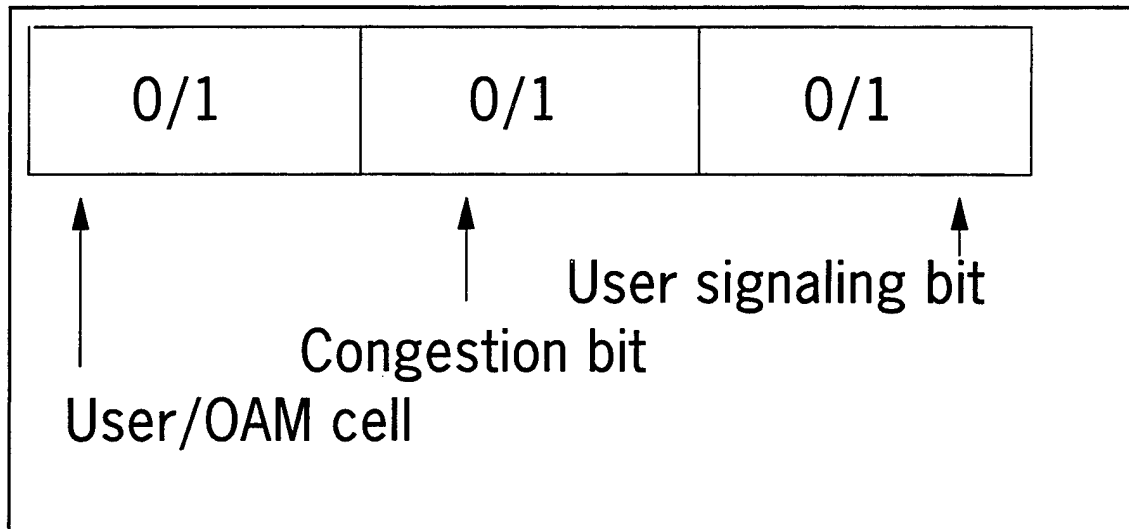 0/1 0/1 0/1
User signaling bit
Congestion bit
User/OAM cell